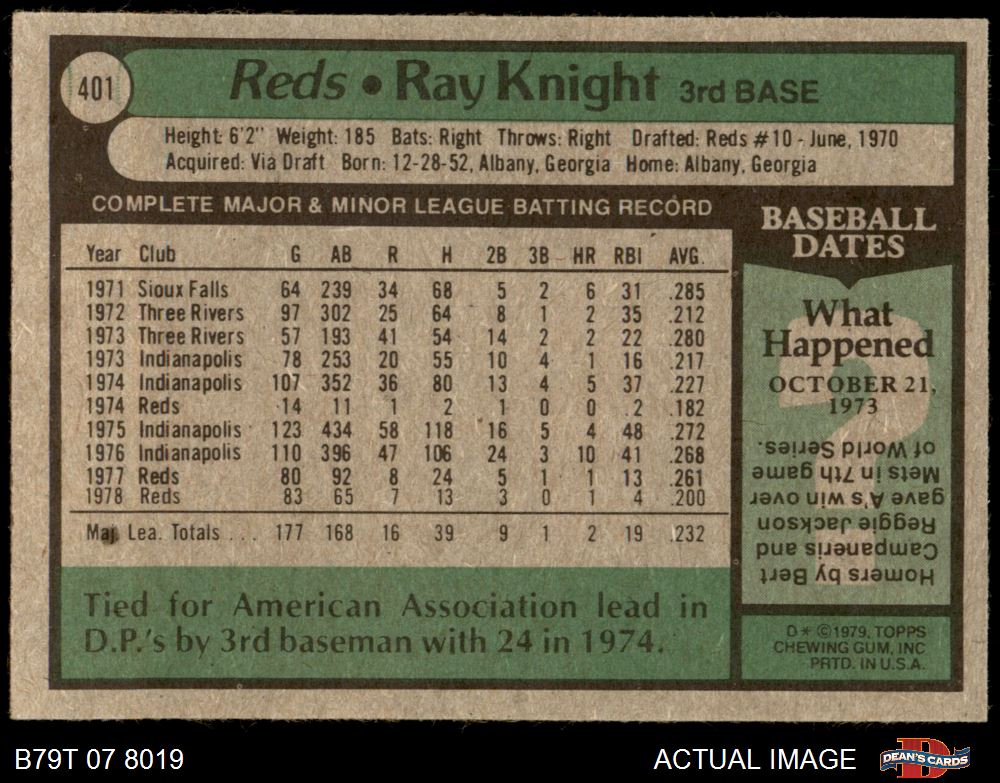 401
Reds • Ray Knight 3rd BASE
Height: 6'2" Weight: 185 Bats: Right Throws: Right Drafted: Reds #10 - June, 1970
Acquired: Via Draft Born: 12-28-52, Albany, Georgia Home: Albany, Georgia
COMPLETE MAJOR & MINOR LEAGUE BATTING RECORD
Year Club G AB R H 2B 3B HR RBI AVG.
1971 Sioux Falls 64 239 34 68 5 2 6 31 .285
1972 Three Rivers 97 302 25 64 8 1 2 35 .212
1973 Three Rivers 57 193 41 54 14 2 2 22 .280
1973 Indianapolis 78 253 20 55 10 4 1 16 .217
1974 Indianapolis 107 352 36 80 13 4 5 37 .227
1974 Reds 14 11 1 2 1 0 0 2 .182
1975 Indianapolis 123 434 58 118 16 5 4 48 .272
1976 Indianapolis 110 396 47 106 24 3 10 41 .268
1977 Reds 80 92 8 24 5 1 1 13 .261
1978 Reds 83 65 7 13 3 0 1 4 .200
Maj. Lea. Totals ... 177 168 16 39 9 1 2 19 .232
Tied for American Association lead in
D.P.'s by 3rd baseman with 24 in 1974.
BASEBALL
DATES
What
Happened
OCTOBER 21,
1973
?
Homers by Bert
Campaneris and
Reggie Jackson
gave A's win over
Mets in 7th game
of World Series.
D* ©1979, TOPPS
CHEWING GUM, INC
PRTD. IN U.S.A.
B79T 07 8019
ACTUAL IMAGE
D
DEAN'S CARDS